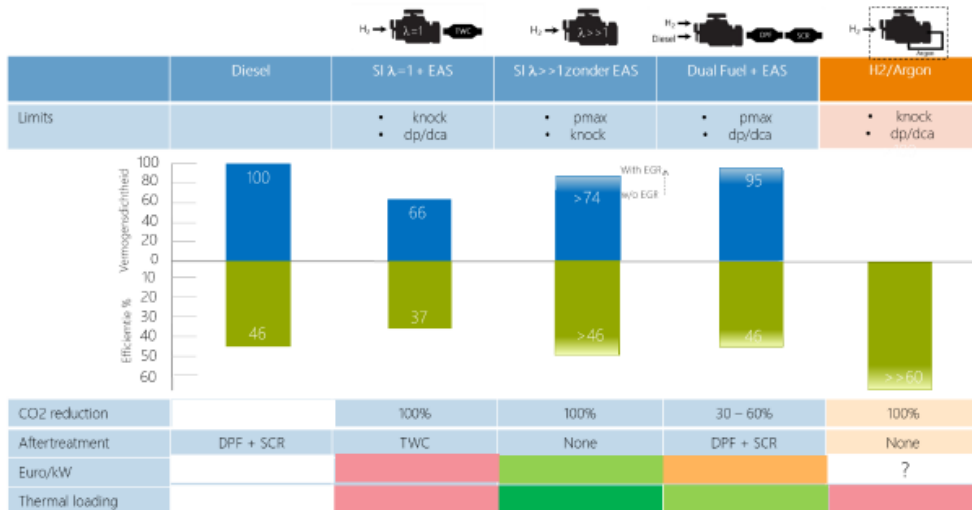 H₂ → λ=1 TWC
H₂ → λ>>1
H₂ →
Diesel → DPF SCR
H₂ →
Argon
Diesel SI λ=1 + EAS SI λ>>1 zonder EAS Dual Fuel + EAS H2/Argon
Limits
• knock • pmax • pmax • knock
• dp/dca • knock • dp/dca • dp/dca
Vermogensdichtheid
100
80
60
40
20
0
100
66
>74
With EGR
w/o EGR
95
Efficiemtie %
10
20
30
40
50
60
46
37
>46
46
>>60
CO2 reduction 100% 100% 30 – 60% 100%
Aftertreatment DPF + SCR TWC None DPF + SCR None
Euro/kW ?
Thermal loading